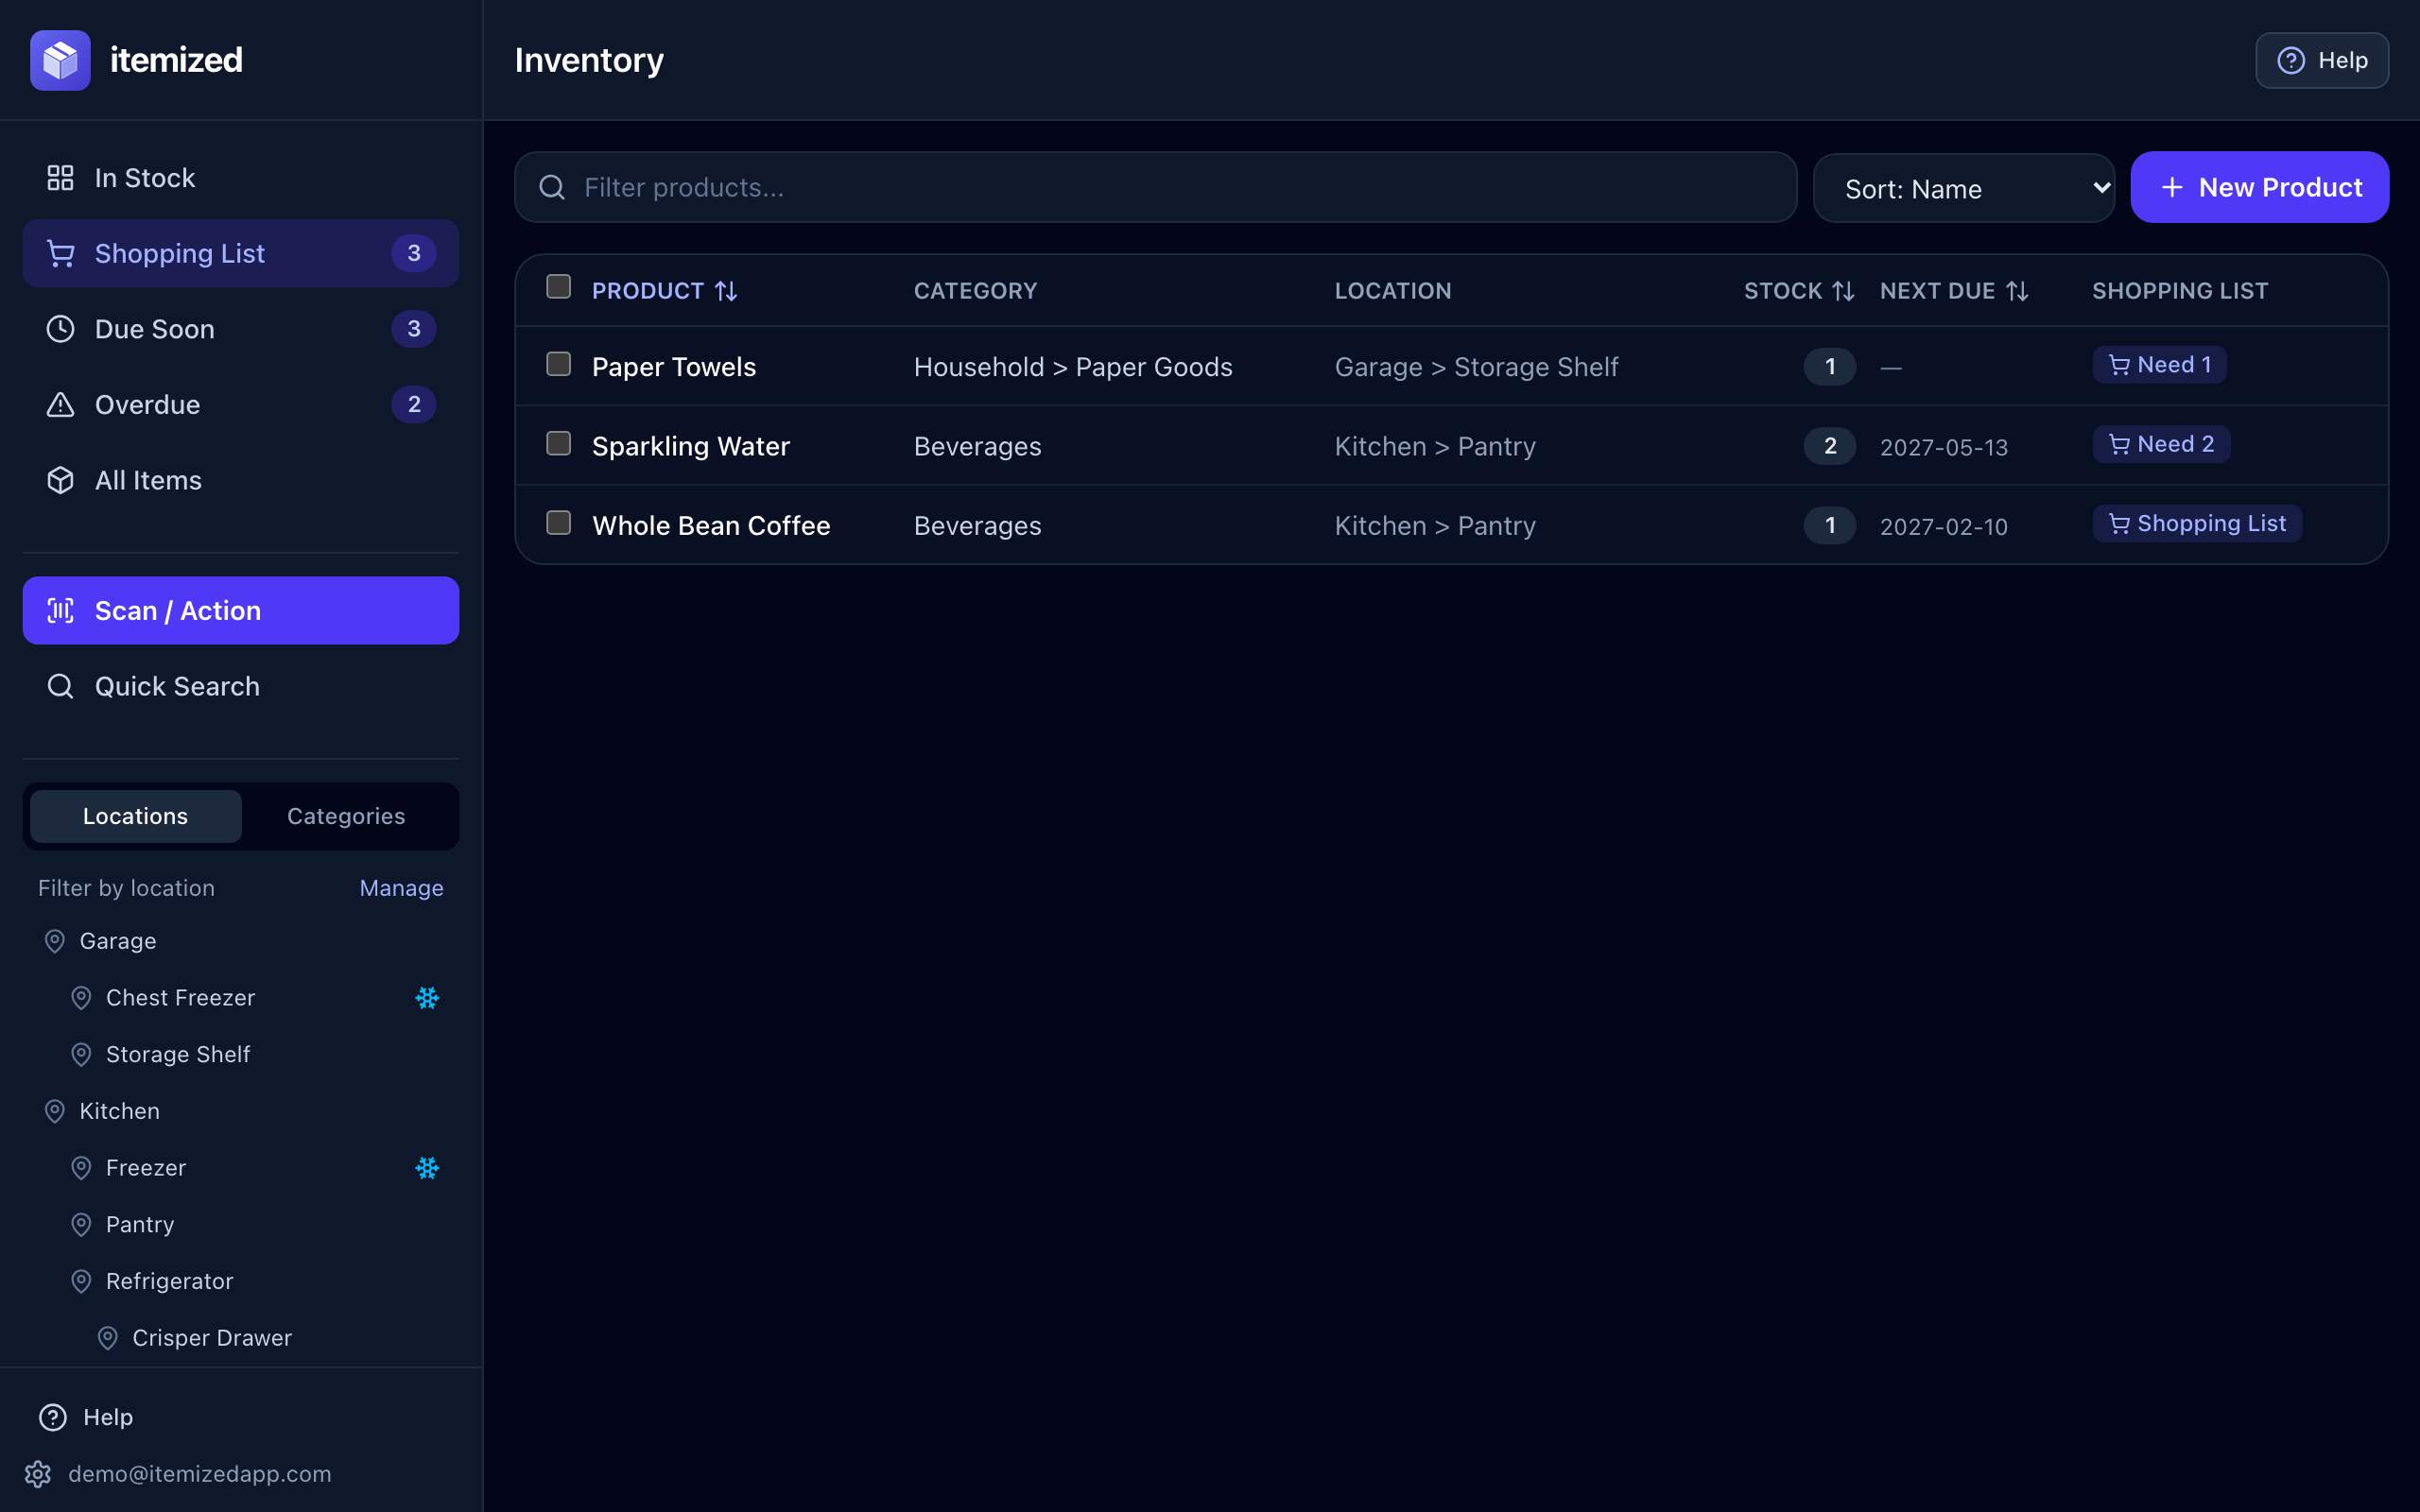 itemized
Inventory
Help
In Stock
Shopping List 3
Due Soon 3
Overdue 2
All Items
Scan / Action
Quick Search
Locations Categories
Filter by location Manage
Garage
Chest Freezer
Storage Shelf
Kitchen
Freezer
Pantry
Refrigerator
Crisper Drawer
Help
demo@itemizedapp.com
Filter products... Sort: Name New Product
PRODUCT CATEGORY LOCATION STOCK NEXT DUE SHOPPING LIST
Paper Towels Household > Paper Goods Garage > Storage Shelf 1 — Need 1
Sparkling Water Beverages Kitchen > Pantry 2 2027-05-13 Need 2
Whole Bean Coffee Beverages Kitchen > Pantry 1 2027-02-10 Shopping List